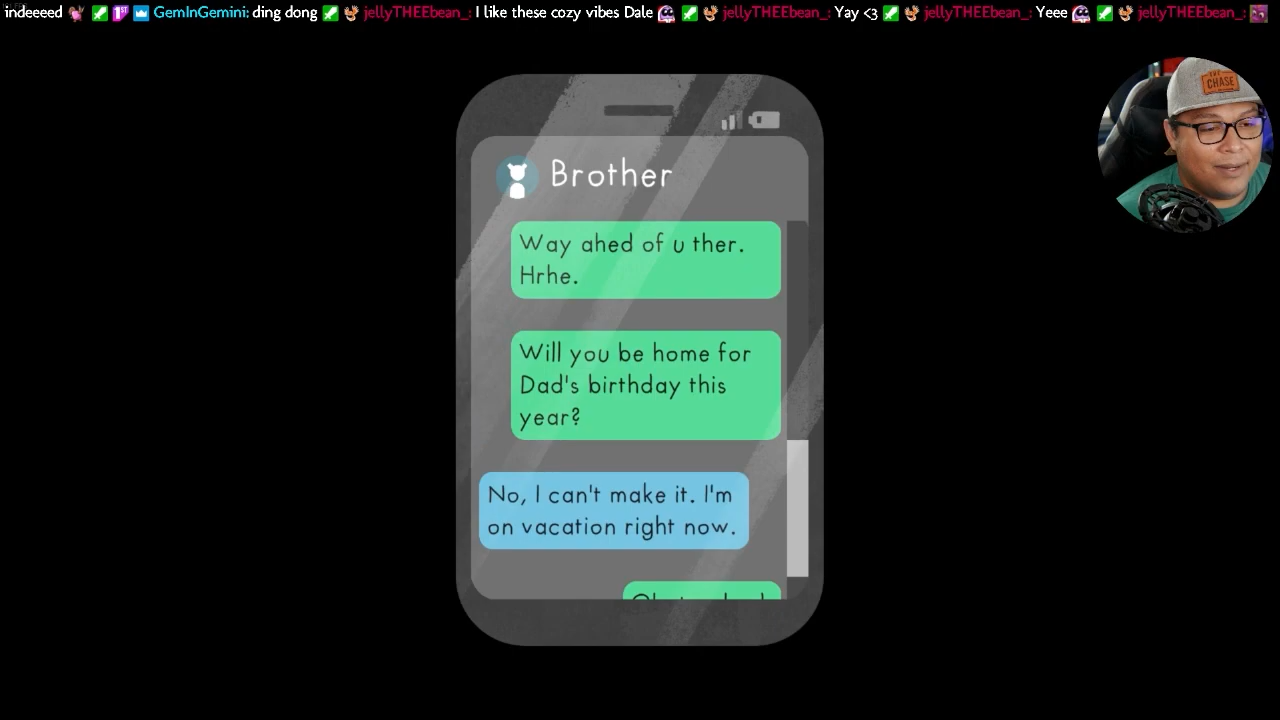 indeeeed GemInGemini: ding dong jellyTHEEbean_: I like these cozy vibes Dale jellyTHEEbean_: Yay <3 jellyTHEEbean_: Yeee jellyTHEEbean_:
CHASE
Brother
Way ahed of u ther.
Hrhe.
Will you be home for
Dad's birthday this
year?
No, I can't make it. I'm
on vacation right now.